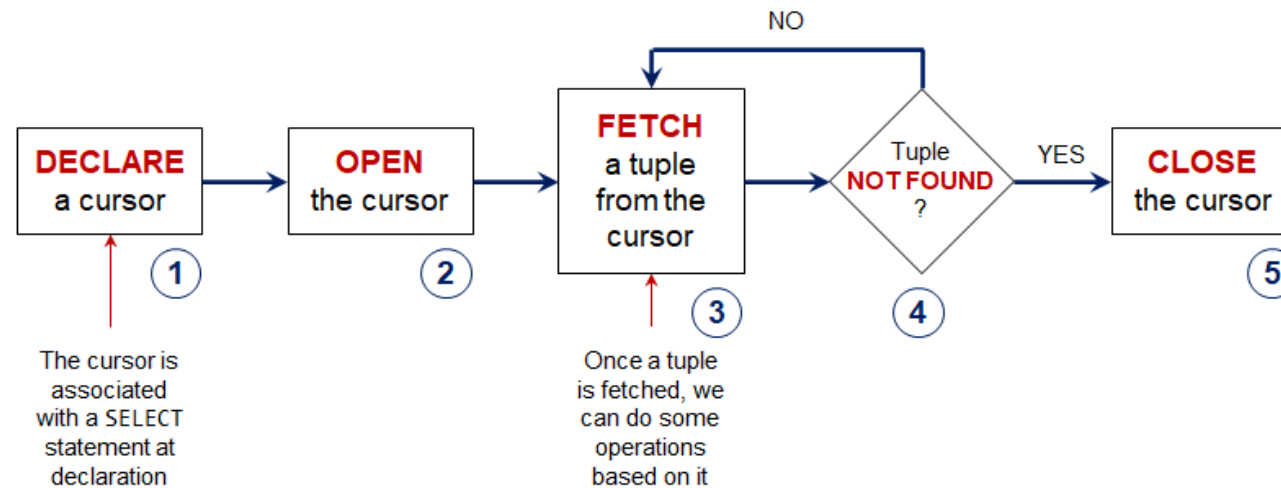 NO
DECLARE
a cursor
OPEN
the cursor
FETCH
a tuple
from the
cursor
Tuple
NOT FOUND
?
YES
CLOSE
the cursor
1
2
3
4
5
The cursor is
associated
with a SELECT
statement at
declaration
Once a tuple
is fetched, we
can do some
operations
based on it